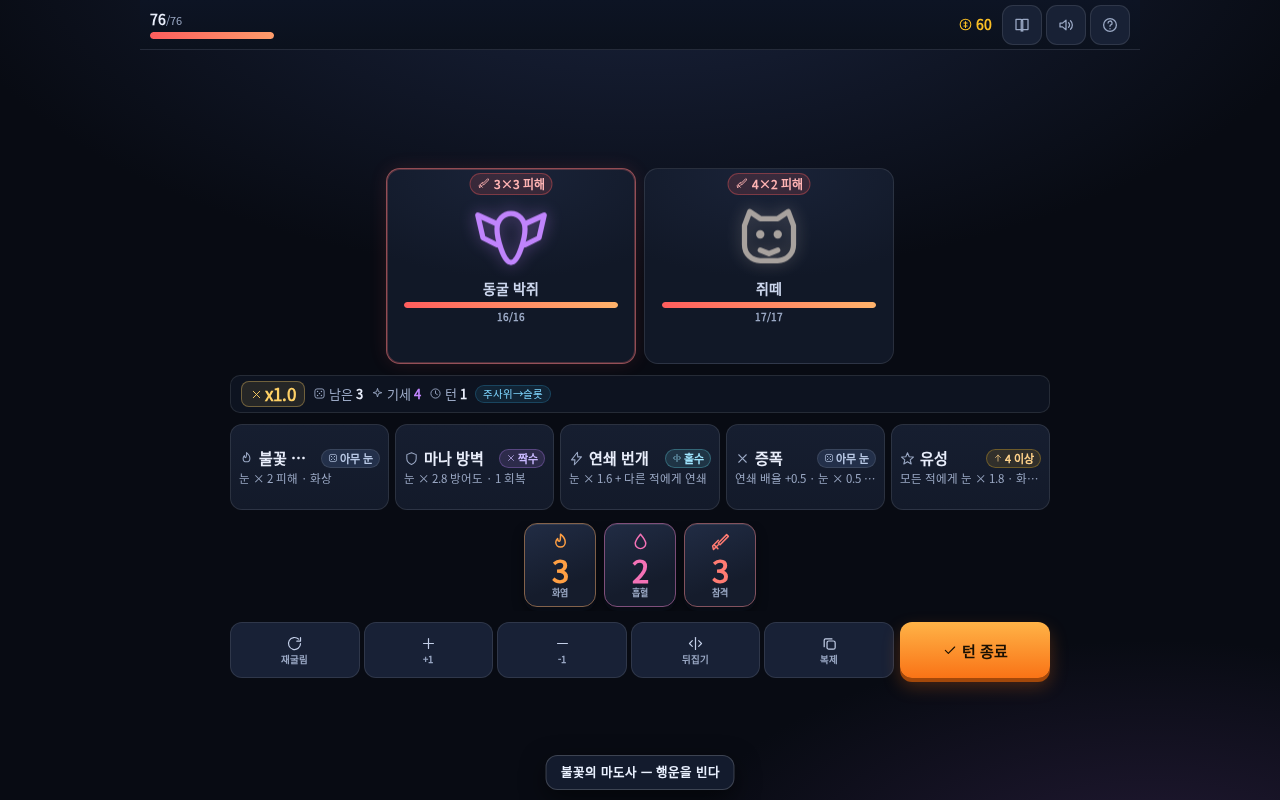 76/76
60
3×3 피해
4×2 피해
동굴 박쥐
쥐떼
16/16
17/17
x1.0 남은 3 기세 4 턴 1 주사위→슬롯
불꽃 ··· 아무 눈
눈 × 2 피해 · 화상
마나 방벽 짝수
눈 × 2.8 방어도 · 1 회복
연쇄 번개 홀수
눈 × 1.6 + 다른 적에게 연쇄
증폭 아무 눈
연쇄 배율 +0.5 · 눈 × 0.5 ···
유성 4 이상
모든 적에게 눈 × 1.8 · 화···
3
화염
2
흡혈
3
참격
재굴림
+1
-1
뒤집기
복제
턴 종료
불꽃의 마도사 — 행운을 빈다